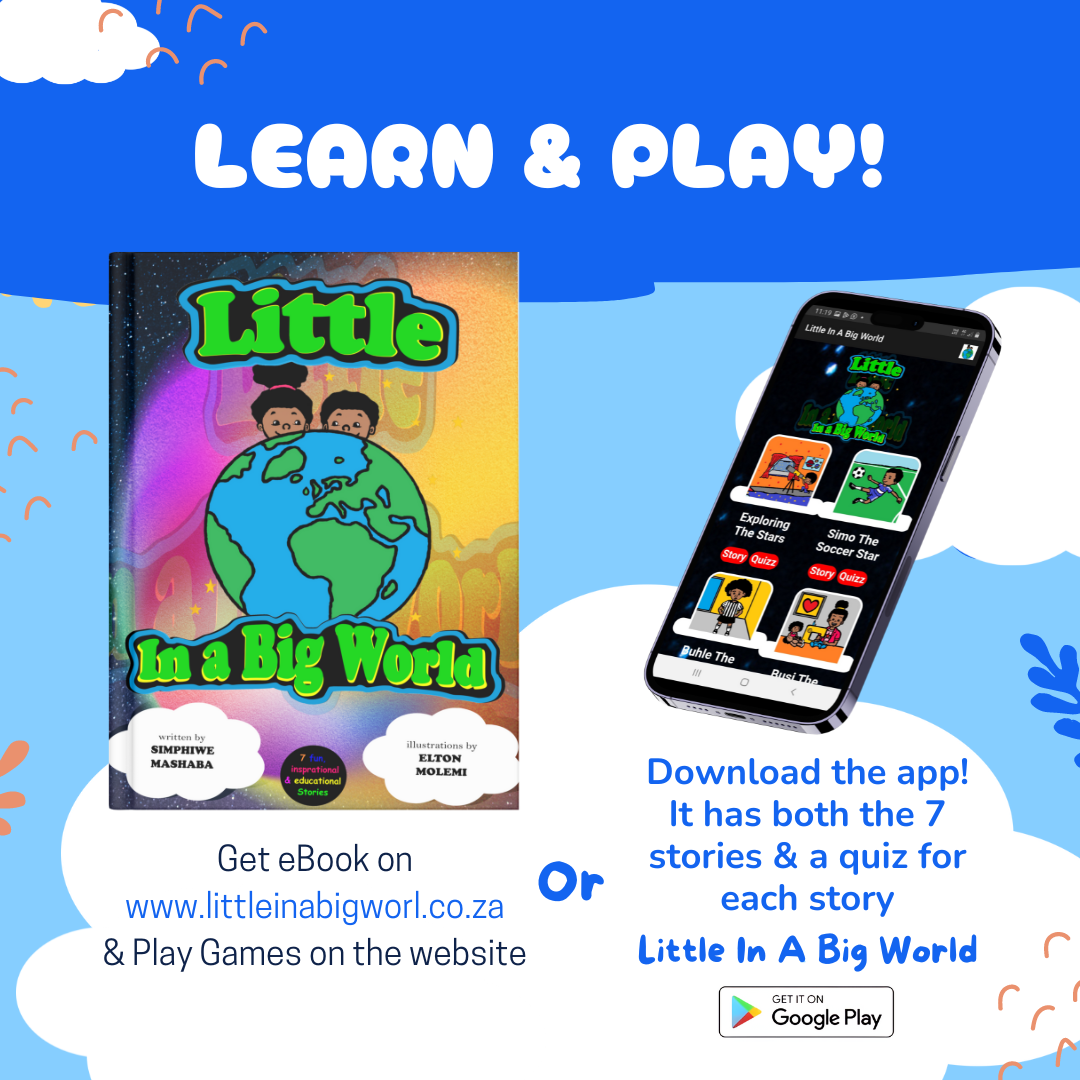 LEARN & PLAY!
Little
In a Big World
written by
SIMPHIWE
MASHABA
7 fun,
insprational
& educational
Stories
illustrations by
ELTON
MOLEMI
11:19
Little In A Big World
Little
In a Big World
Exploring
The Stars
Story Quizz
Simo The
Soccer Star
Story Quizz
Buhle The
Busi The
Get eBook on
www.littleinabigworl.co.za
& Play Games on the website
Or
Download the app!
It has both the 7
stories & a quiz for
each story
Little In A Big World
GET IT ON
Google Play